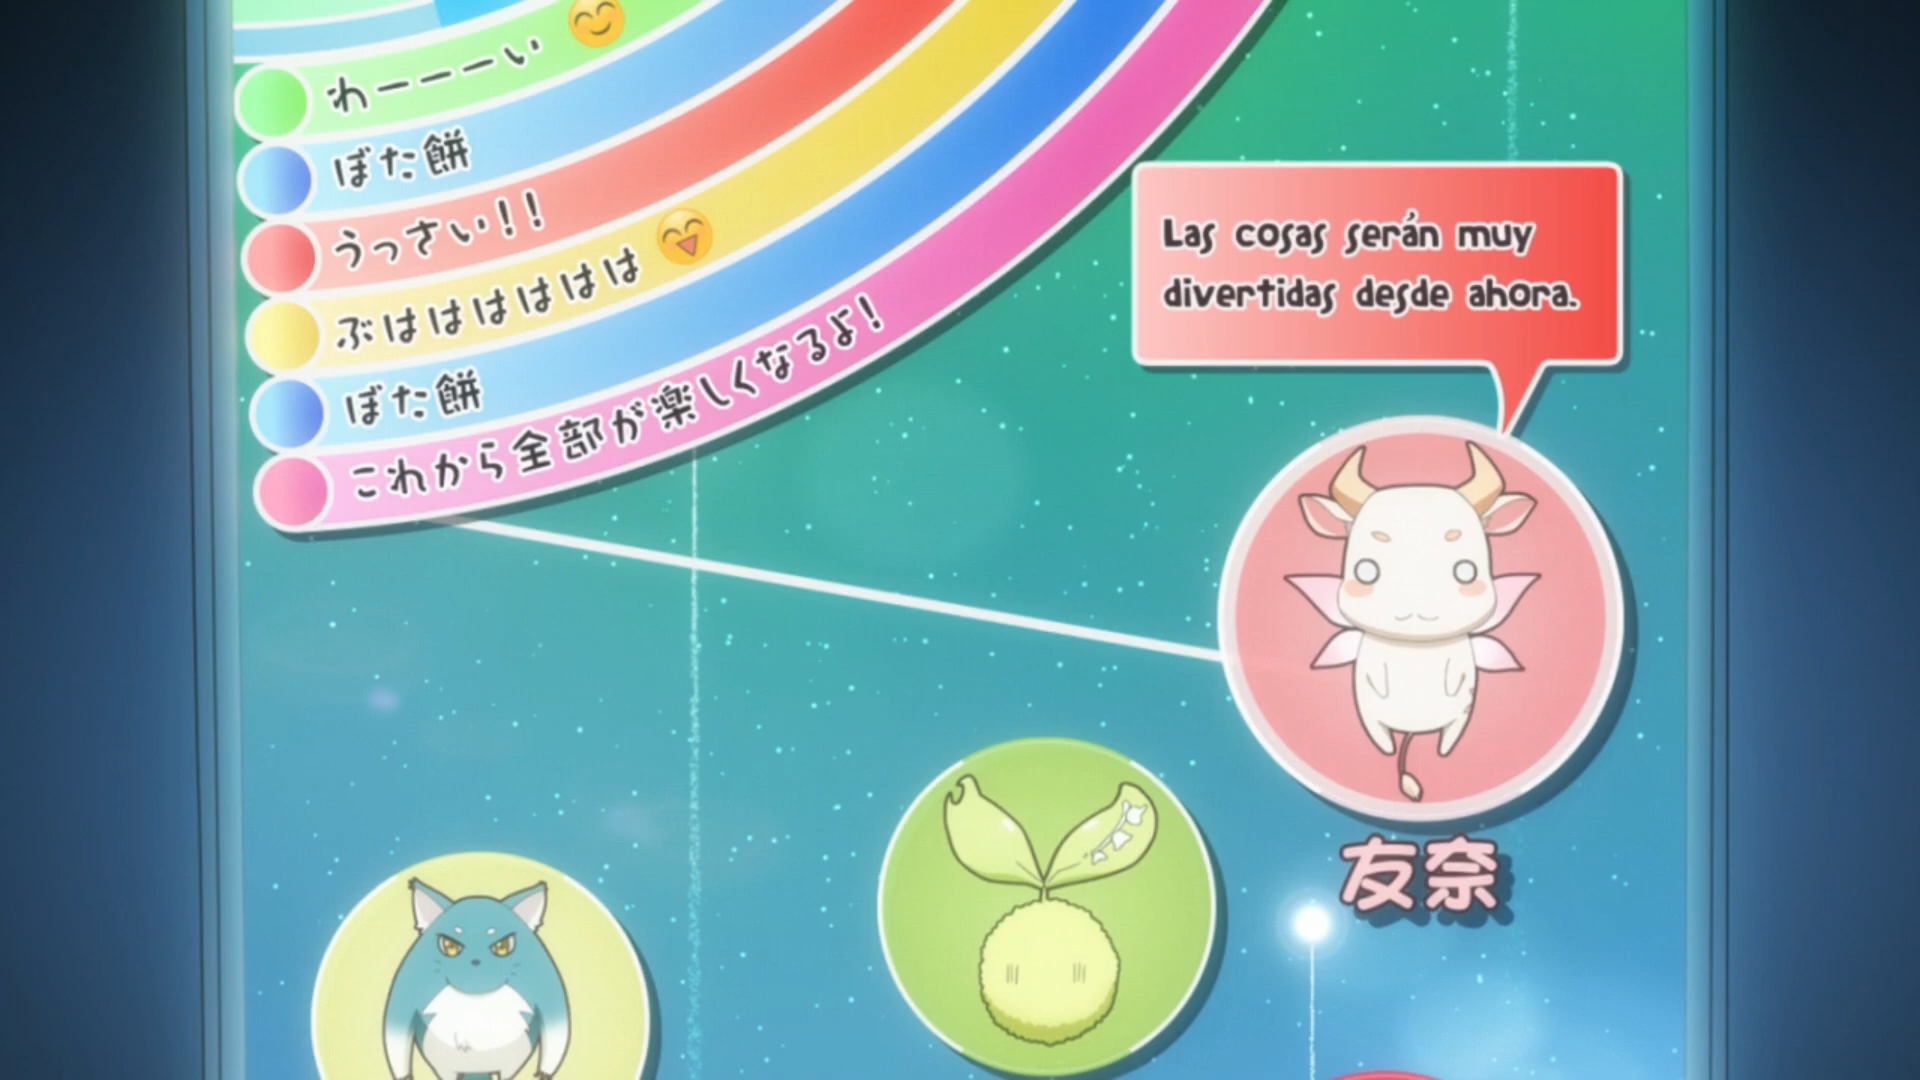 わーーーい
ぼた餅
うっさい!!
ぶはははははは
ぼた餅
これから全部が楽しくなるよ!
Las cosas serán muy
divertidas desde ahora.
友奈